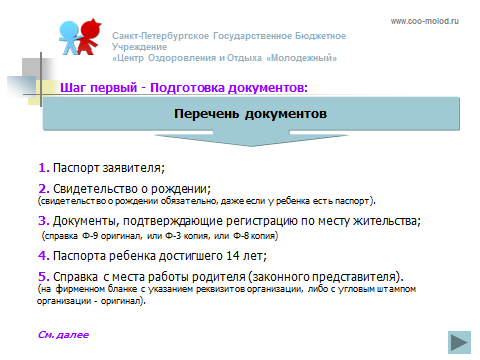 www.coo-molod.ru
Санкт-Петербургское Государственное Бюджетное
Учреждение
«Центр Оздоровления и Отдыха «Молодежный»
Шаг первый - Подготовка документов:
Перечень документов
1. Паспорт заявителя;
2. Свидетельство о рождении;
(свидетельство о рождении обязательно, даже если у ребенка есть паспорт).
3. Документы, подтверждающие регистрацию по месту жительства;
(справка Ф-9 оригинал, или Ф-3 копия, или Ф-8 копия)
4. Паспорта ребенка достигшего 14 лет;
5. Справка с места работы родителя (законного представителя).
(на фирменном бланке с указанием реквизитов организации, либо с угловым штампом
организации - оригинал).
См. далее